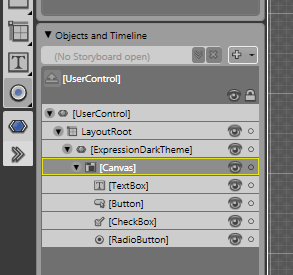 Objects and Timeline
(No Storyboard open)
[UserControl]
[UserControl]
LayoutRoot
[ExpressionDarkTheme]
[Canvas]
[TextBox]
[Button]
[CheckBox]
[RadioButton]